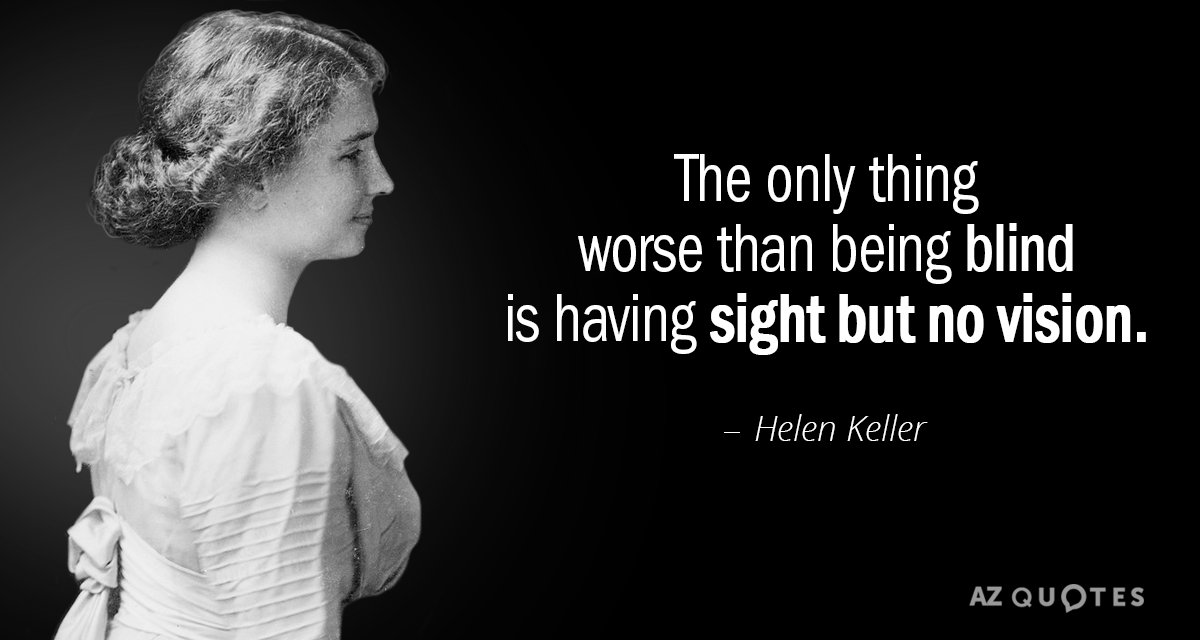 The only thing
worse than being blind
is having sight but no vision.
– Helen Keller
AZ QUOTES